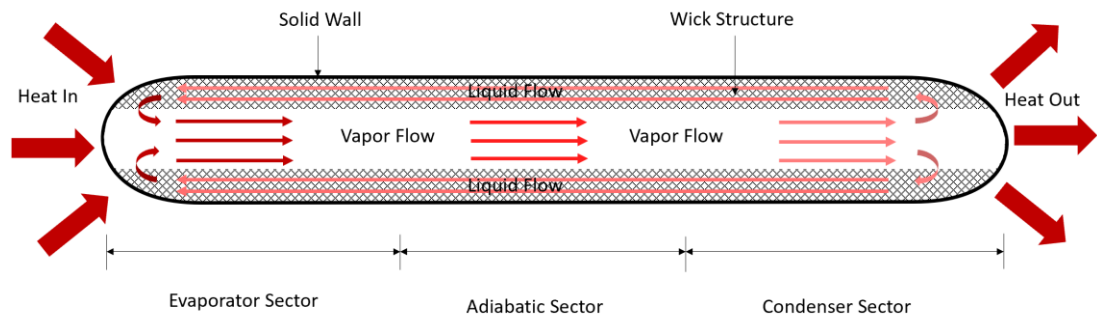 Solid Wall
Wick Structure
Heat In
Liquid Flow
Heat Out
Vapor Flow
Vapor Flow
Liquid Flow
Evaporator Sector
Adiabatic Sector
Condenser Sector